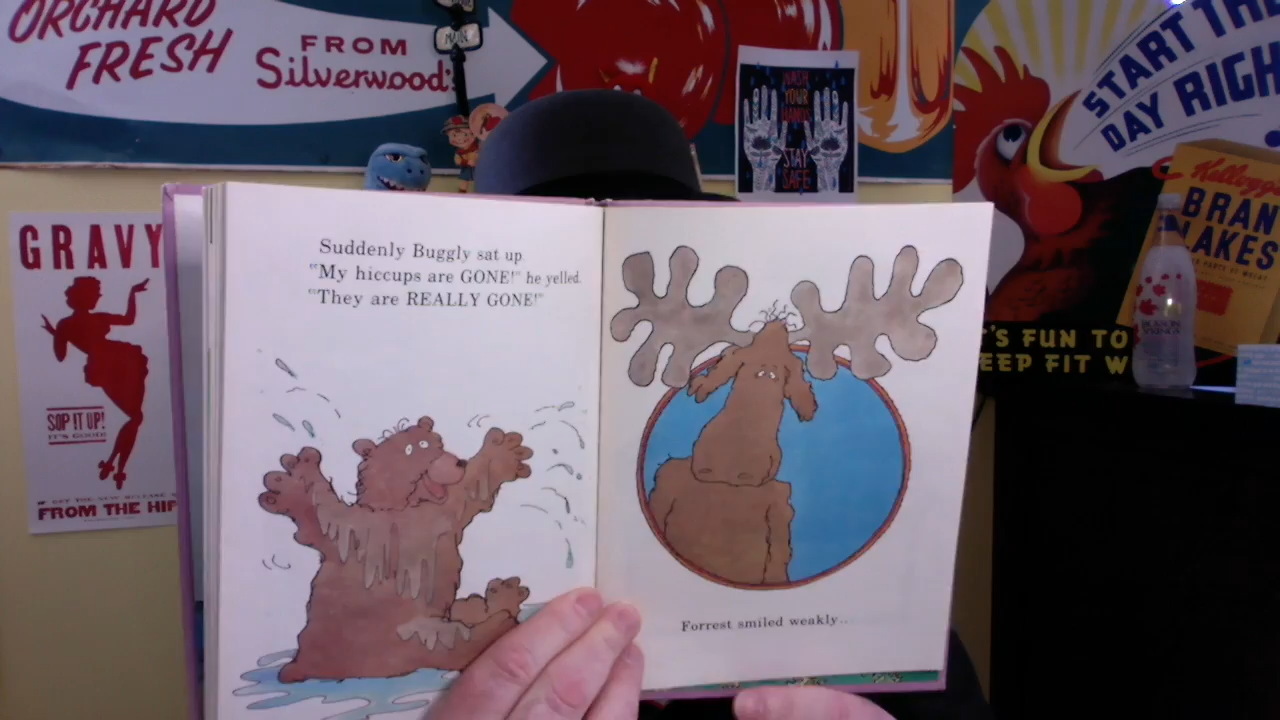 ORCHARD
FRESH
FROM
Silverwood
WASH
YOUR
HANDS
STAY
SAFE
START THE
DAY RIGH
Kellogg's
BRAN
LAKES
'S FUN TO
EEP FIT W
GRAVY
SOP IT UP!
IT'S GOOD!
FROM THE HIP
Suddenly Buggly sat up.
"My hiccups are GONE!" he yelled.
"They are REALLY GONE!"
Forrest smiled weakly..